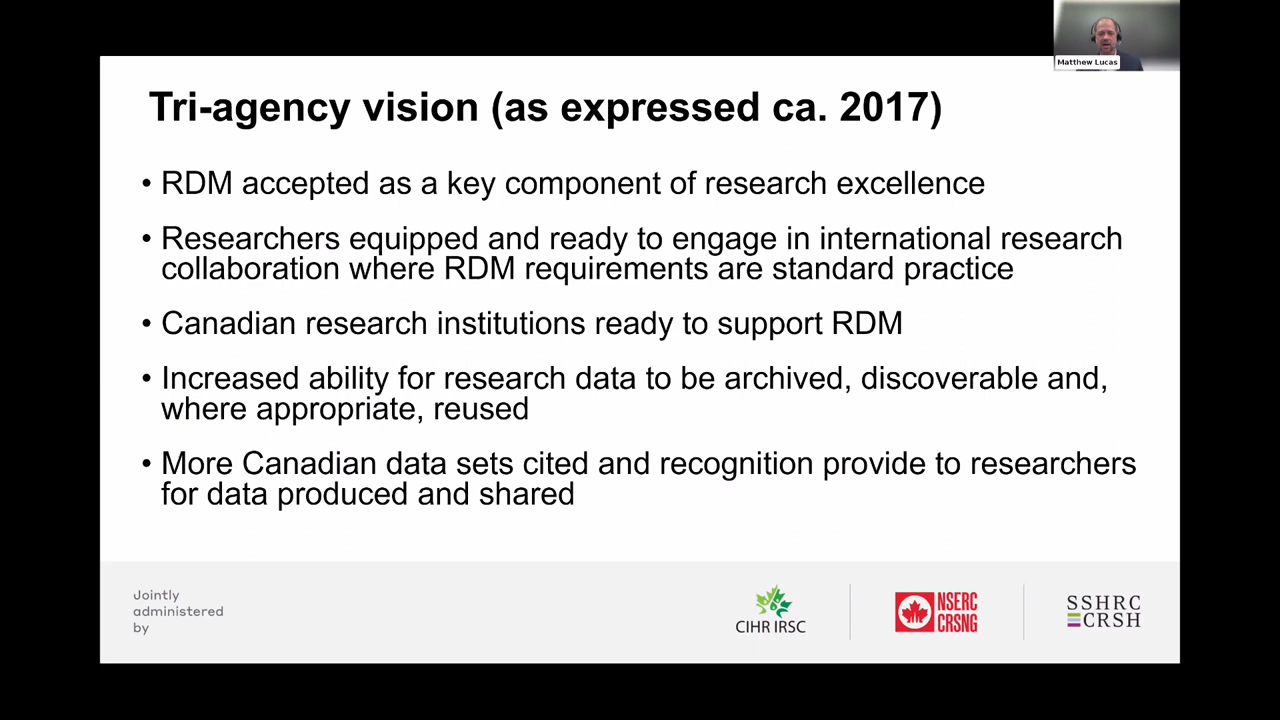 Matthew Lucas
Tri-agency vision (as expressed ca. 2017)
• RDM accepted as a key component of research excellence
• Researchers equipped and ready to engage in international research
collaboration where RDM requirements are standard practice
• Canadian research institutions ready to support RDM
• Increased ability for research data to be archived, discoverable and,
where appropriate, reused
• More Canadian data sets cited and recognition provide to researchers
for data produced and shared
Jointly
administered
by
CIHR IRSC
NSERC
CRSNG
SSHRC
CRSH